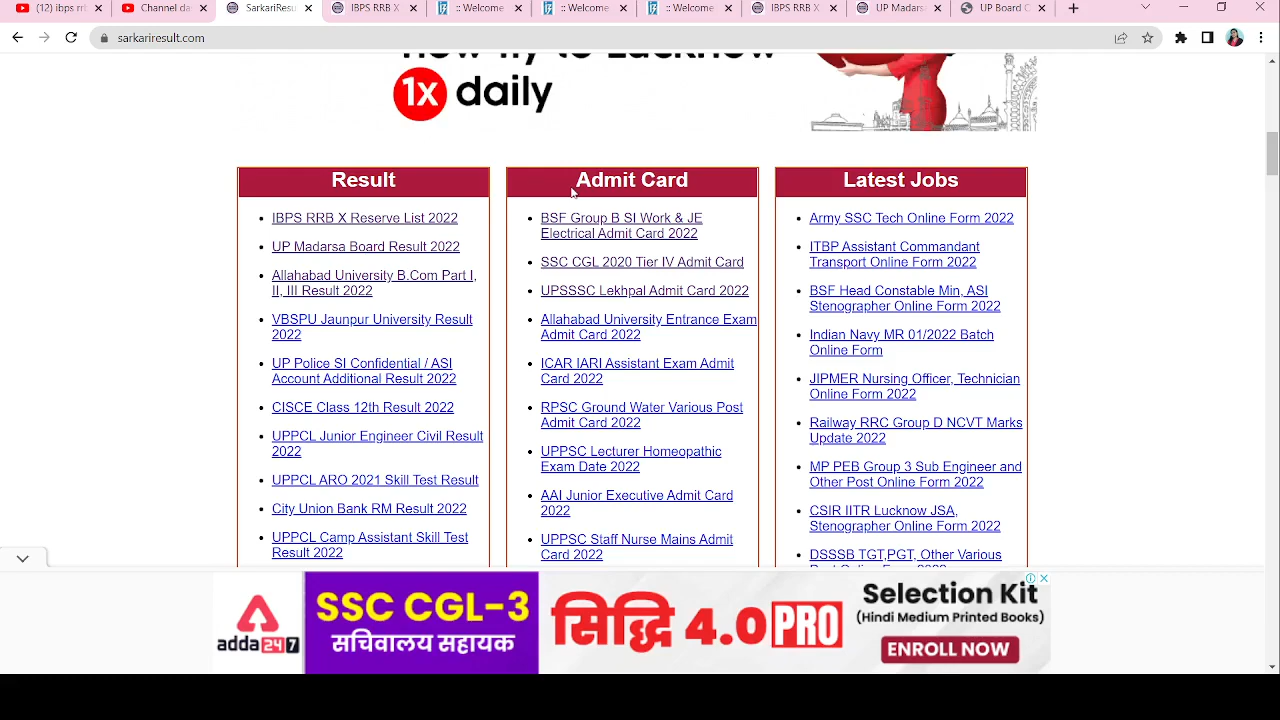 (12) ibps rrb
Channel da
SarkariResu
IBPS RRB X
:: Welcome
:: Welcome
:: Welcome
IBPS RRB X
UP Madarsa
UP Board C
sarkariresult.com
1x daily
Result
IBPS RRB X Reserve List 2022
UP Madarsa Board Result 2022
Allahabad University B.Com Part I,
II, III Result 2022
VBSPU Jaunpur University Result
2022
UP Police SI Confidential / ASI
Account Additional Result 2022
CISCE Class 12th Result 2022
UPPCL Junior Engineer Civil Result
2022
UPPCL ARO 2021 Skill Test Result
City Union Bank RM Result 2022
UPPCL Camp Assistant Skill Test
Result 2022
Admit Card
BSF Group B SI Work & JE
Electrical Admit Card 2022
SSC CGL 2020 Tier IV Admit Card
UPSSSC Lekhpal Admit Card 2022
Allahabad University Entrance Exam
Admit Card 2022
ICAR IARI Assistant Exam Admit
Card 2022
RPSC Ground Water Various Post
Admit Card 2022
UPPSC Lecturer Homeopathic
Exam Date 2022
AAI Junior Executive Admit Card
2022
UPPSC Staff Nurse Mains Admit
Card 2022
Latest Jobs
Army SSC Tech Online Form 2022
ITBP Assistant Commandant
Transport Online Form 2022
BSF Head Constable Min, ASI
Stenographer Online Form 2022
Indian Navy MR 01/2022 Batch
Online Form
JIPMER Nursing Officer, Technician
Online Form 2022
Railway RRC Group D NCVT Marks
Update 2022
MP PEB Group 3 Sub Engineer and
Other Post Online Form 2022
CSIR IITR Lucknow JSA,
Stenographer Online Form 2022
DSSSB TGT,PGT, Other Various
adda247
SSC CGL-3
सचिवालय सहायक
सिद्धि 4.0 PRO
Selection Kit
(Hindi Medium Printed Books)
ENROLL NOW